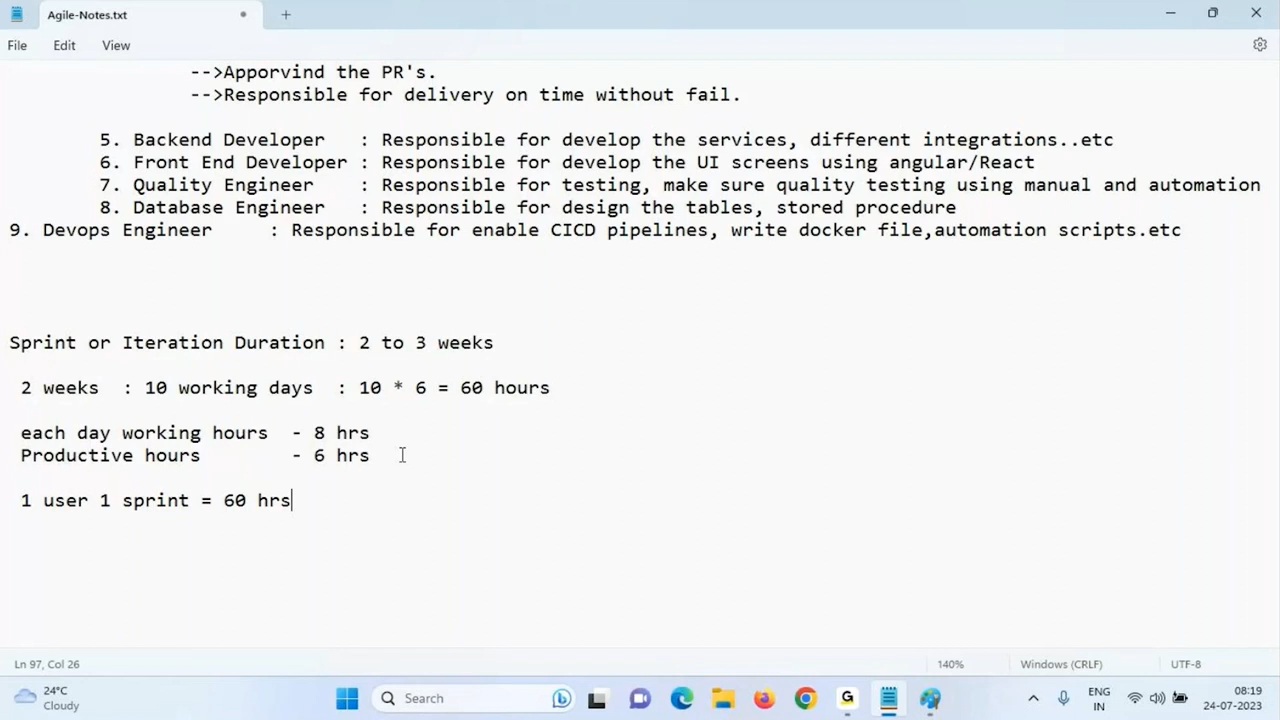 Agile-Notes.txt
File Edit View
-->Apporvind the PR's.
-->Responsible for delivery on time without fail.
5. Backend Developer : Responsible for develop the services, different integrations..etc
6. Front End Developer : Responsible for develop the UI screens using angular/React
7. Quality Engineer : Responsible for testing, make sure quality testing using manual and automation
8. Database Engineer : Responsible for design the tables, stored procedure
9. Devops Engineer : Responsible for enable CICD pipelines, write docker file,automation scripts.etc
Sprint or Iteration Duration : 2 to 3 weeks
2 weeks : 10 working days : 10 * 6 = 60 hours
each day working hours - 8 hrs
Productive hours - 6 hrs
1 user 1 sprint = 60 hrs
Ln 97, Col 26 140% Windows (CRLF) UTF-8
24°C
Cloudy
Search
ENG
IN
08:19
24-07-2023